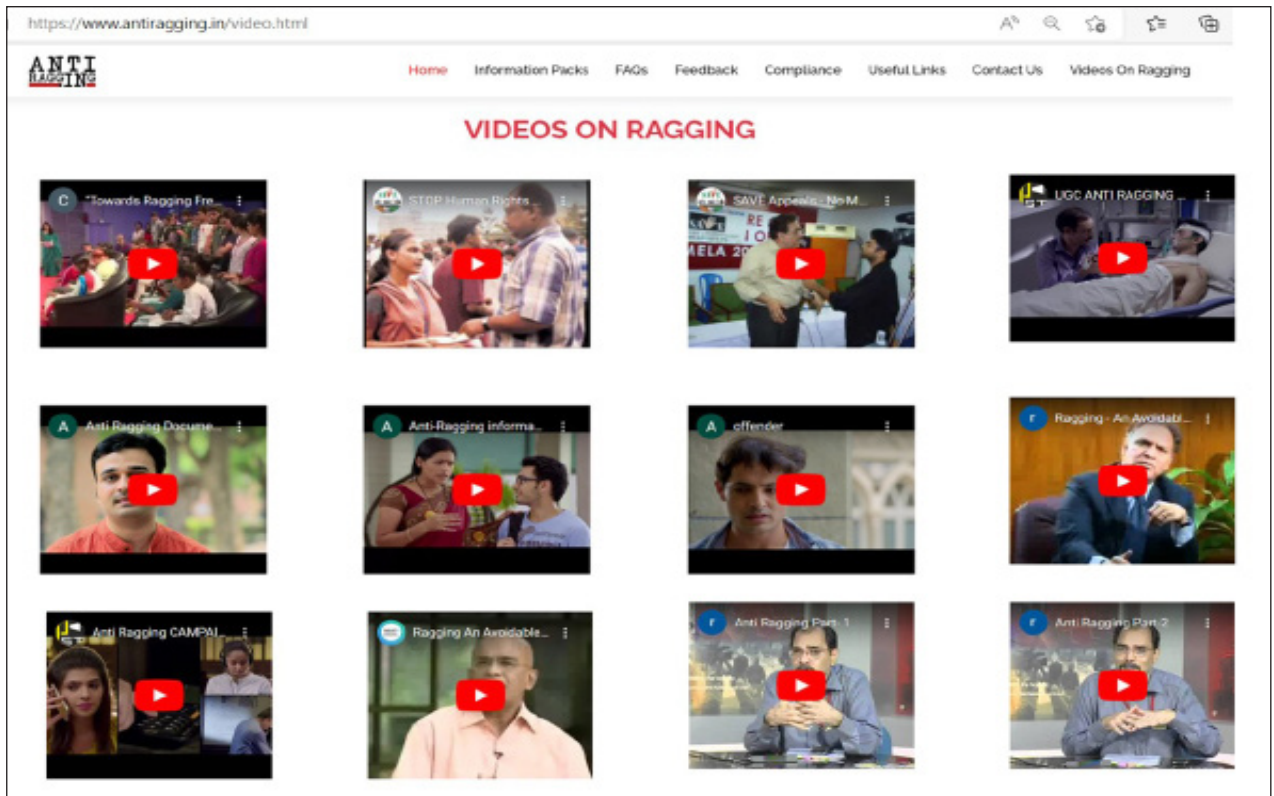 https://www.antiragging.in/video.html
ANTI
RAGGING
Home Information Packs FAQs Feedback Compliance Useful Links Contact Us Videos On Ragging
VIDEOS ON RAGGING
C "Towards Ragging Fre...
STOP Human Rights ...
SAVE Appeals - No M...
UGC ANTI RAGGING ...
RE
MELA 20
A Anti Ragging Docume...
A Anti-Ragging informa...
A offender
r Ragging - An Avoidabl...
Anti Ragging CAMPAI...
Ragging An Avoidable...
r Anti Ragging Part- 1
r Anti Ragging Part-2